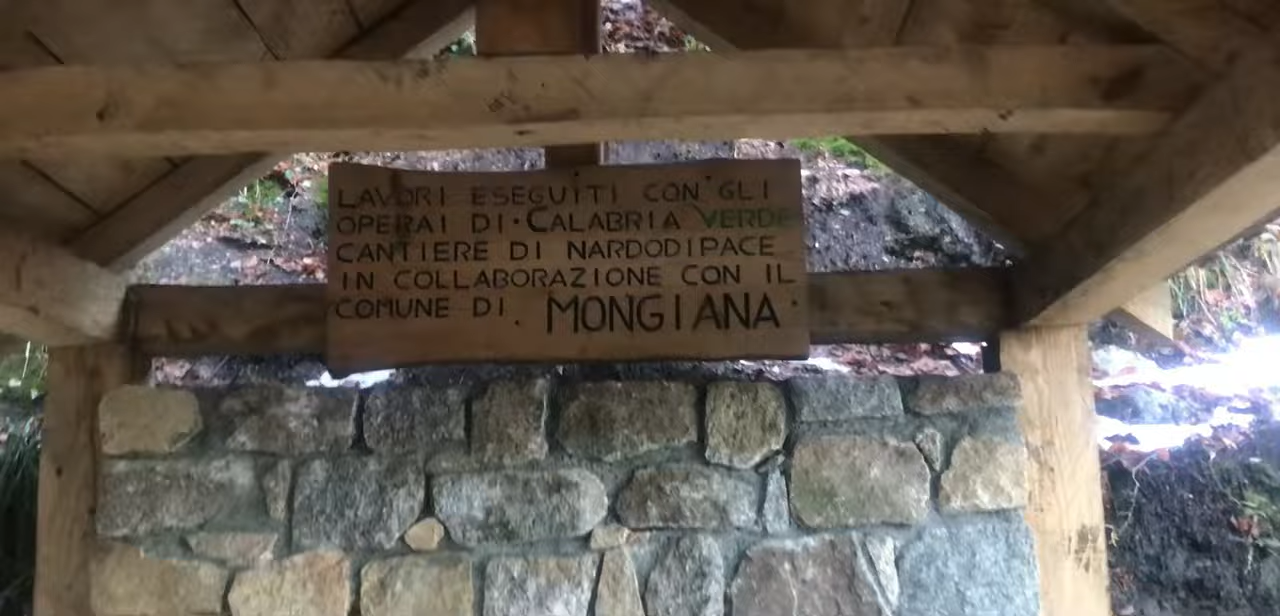 LAVORI ESEGUITI CON GLI
OPERAI DI · CALABRIA VERDE
CANTIERE DI NARDODIPACE
IN COLLABORAZIONE CON IL
COMUNE DI MONGIANA